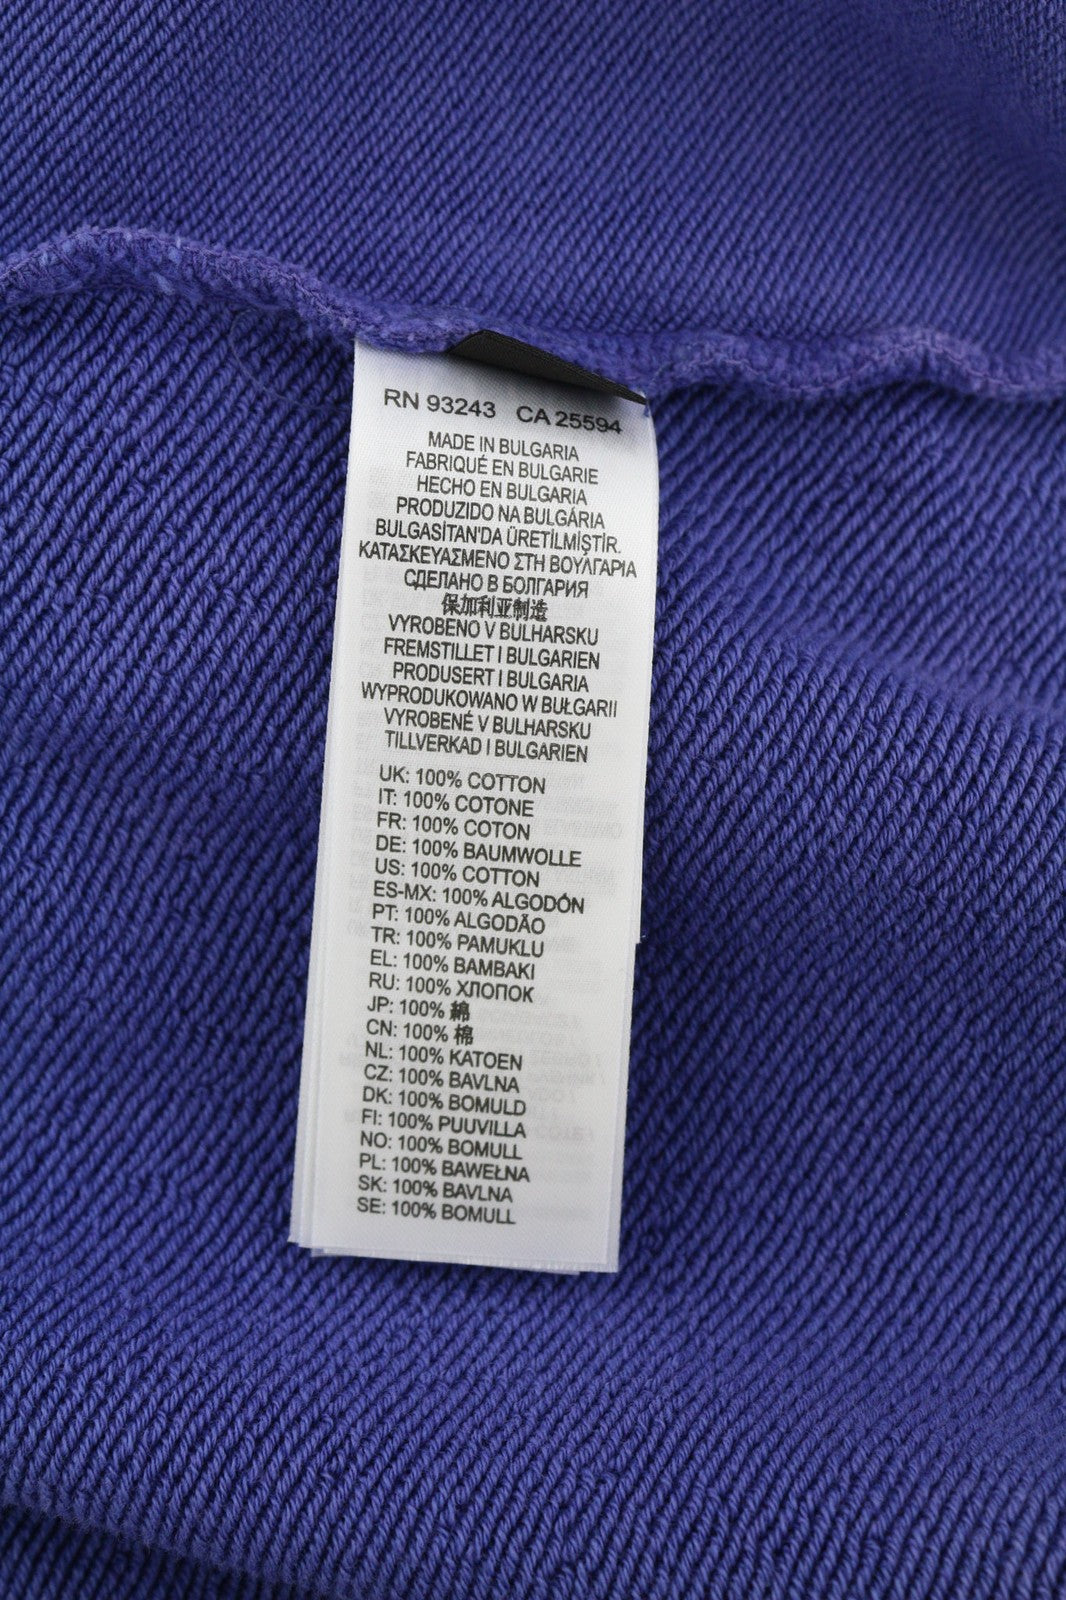 RN 93243 CA 25594
MADE IN BULGARIA
FABRIQUÉ EN BULGARIE
HECHO EN BULGARIA
PRODUZIDO NA BULGÁRIA
BULGASİTAN'DA ÜRETİLMİŞTİR.
ΚΑΤΑΣΚΕΥΑΣΜΕΝΟ ΣΤΗ ΒΟΥΛΓΑΡΙΑ
СДЕЛАНО В БОЛГАРИЯ
保加利亚制造
VYROBENO V BULHARSKU
FREMSTILLET I BULGARIEN
PRODUSERT I BULGARIA
WYPRODUKOWANO W BUŁGARII
VYROBENÉ V BULHARSKU
TILLVERKAD I BULGARIEN
UK: 100% COTTON
IT: 100% COTONE
FR: 100% COTON
DE: 100% BAUMWOLLE
US: 100% COTTON
ES-MX: 100% ALGODÓN
PT: 100% ALGODÃO
TR: 100% PAMUKLU
EL: 100% ΒΑΜΒΑΚΙ
RU: 100% ХЛОПОК
JP: 100% 綿
CN: 100% 棉
NL: 100% KATOEN
CZ: 100% BAVLNA
DK: 100% BOMULD
FI: 100% PUUVILLA
NO: 100% BOMULL
PL: 100% BAWEŁNA
SK: 100% BAVLNA
SE: 100% BOMULL